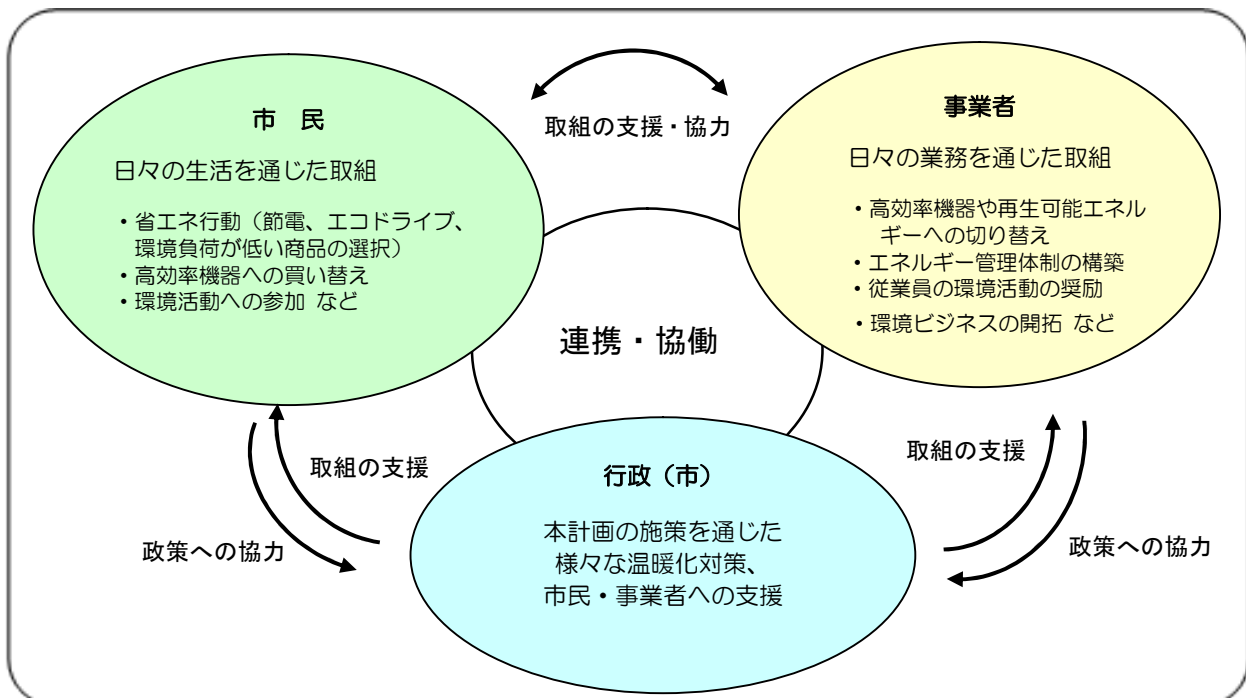 市　民
日々の生活を通じた取組
・省エネ行動（節電、エコドライブ、
環境負荷が低い商品の選択）
・高効率機器への買い替え
・環境活動への参加 など
取組の支援・協力
事業者
日々の業務を通じた取組
・高効率機器や再生可能エネル
ギーへの切り替え
・エネルギー管理体制の構築
・従業員の環境活動の奨励
・環境ビジネスの開拓 など
連携・協働
取組の支援
政策への協力
行政（市）
本計画の施策を通じた
様々な温暖化対策、
市民・事業者への支援
取組の支援
政策への協力